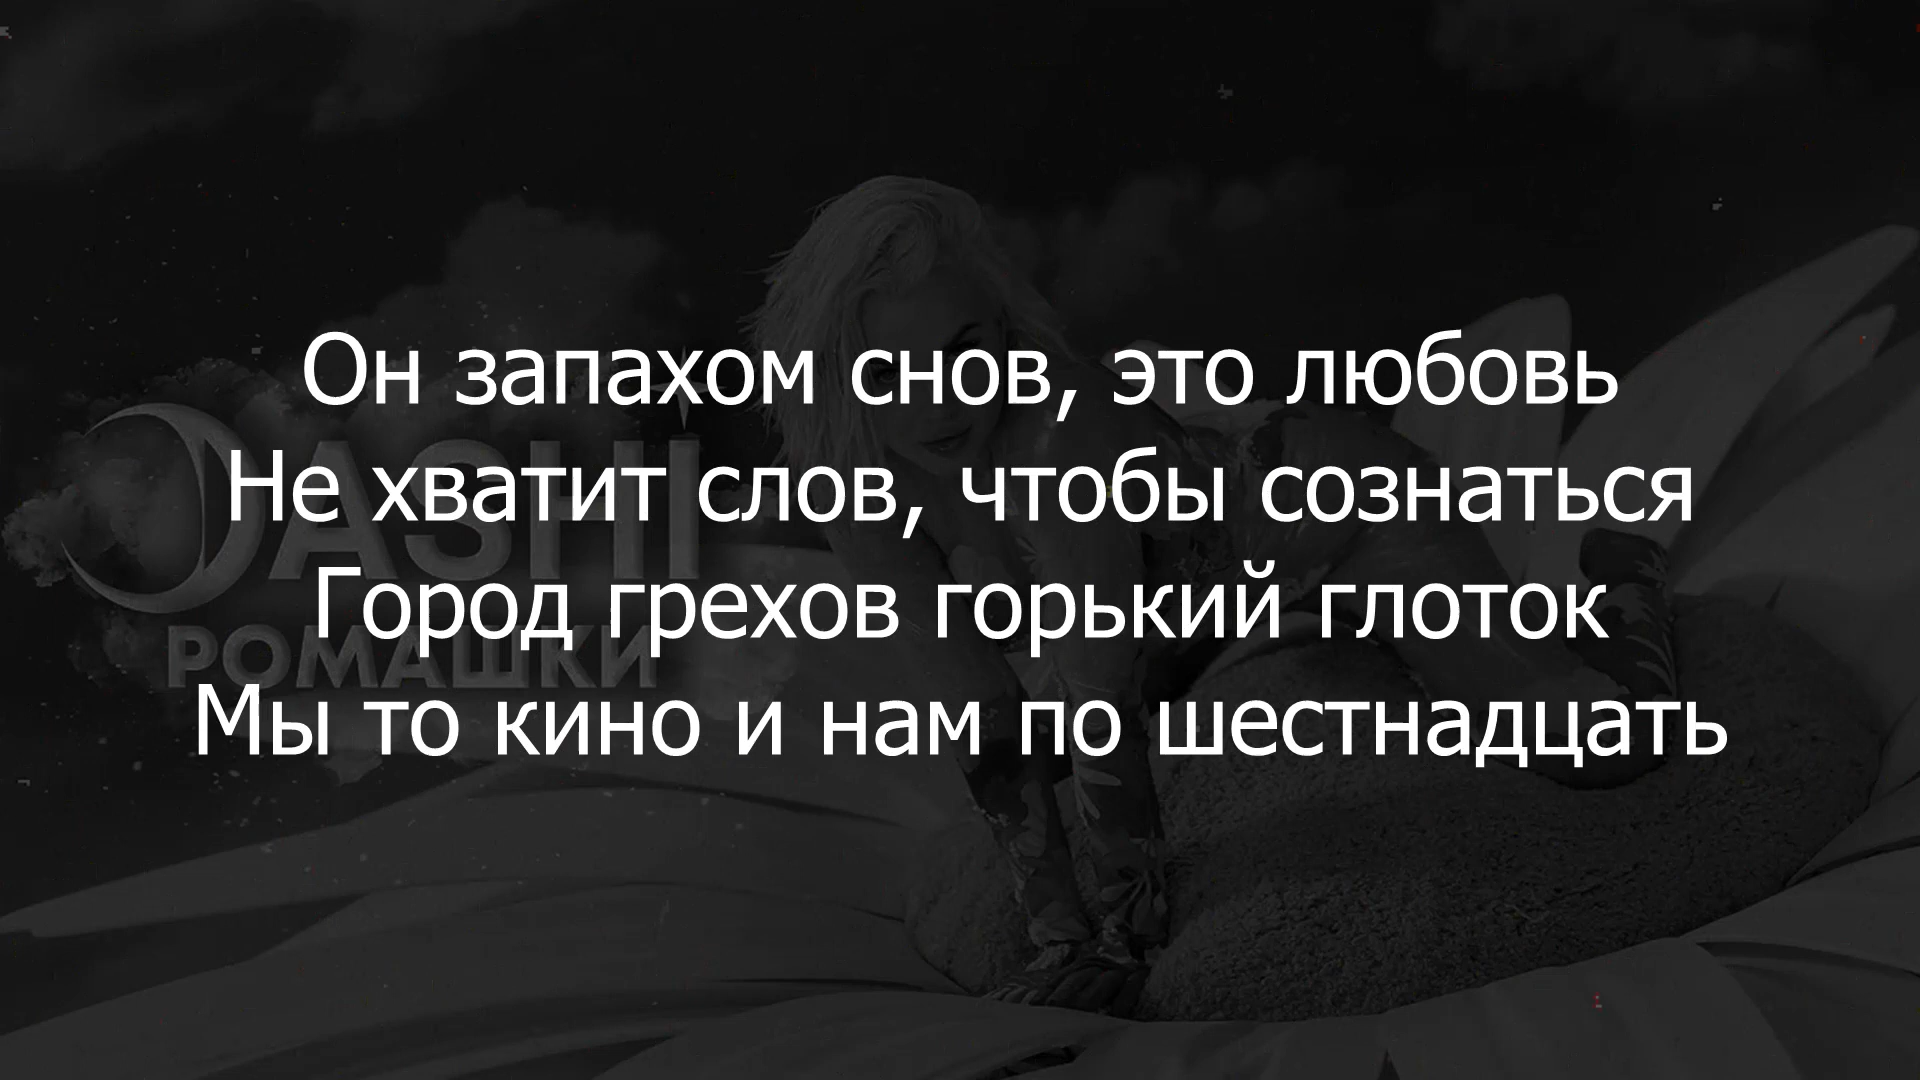 Он запахом снов, это любовь
Не хватит слов, чтобы сознаться
Город грехов горький глоток
Мы то кино и нам по шестнадцать
DASHI
РОМАШКИ